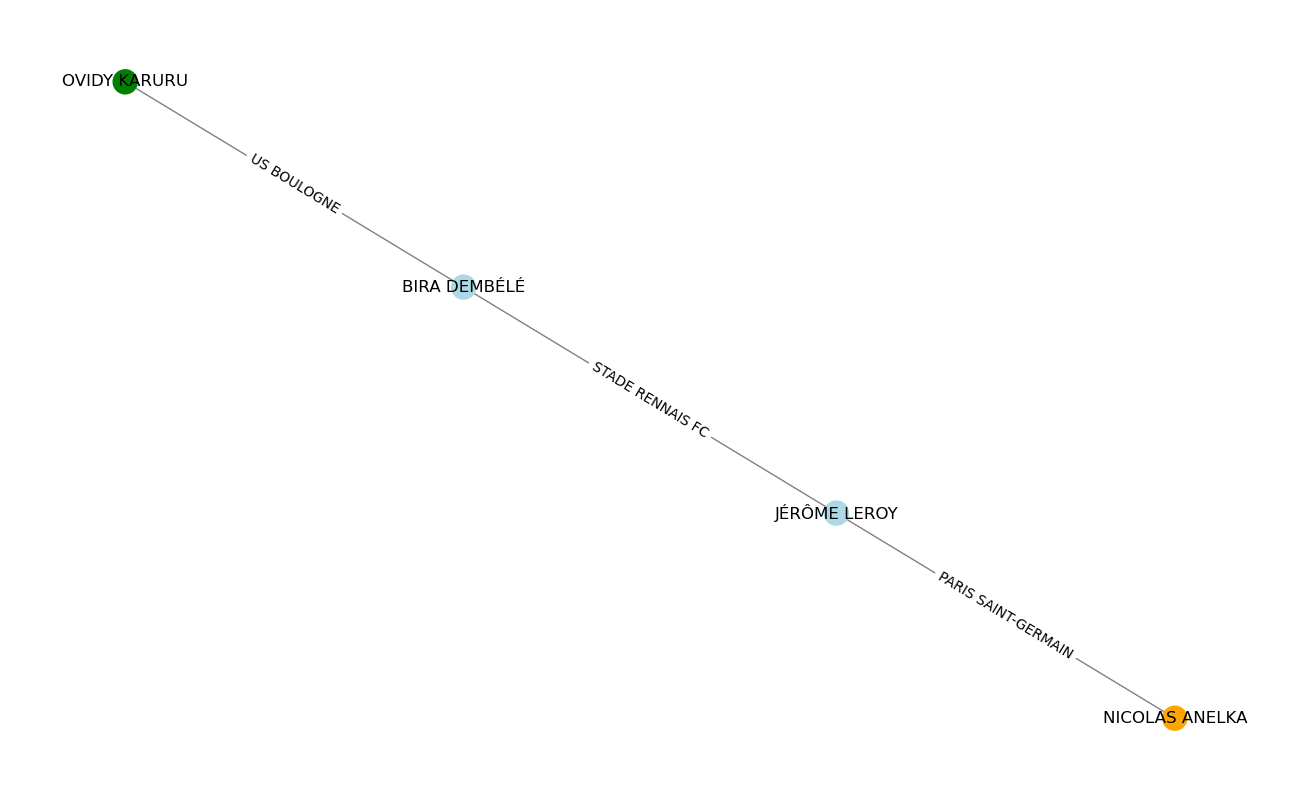 OVIDY KARURU
US BOULOGNE
BIRA DEMBÉLÉ
STADE RENNAIS FC
JÉRÔME LEROY
PARIS SAINT-GERMAIN
NICOLAS ANELKA